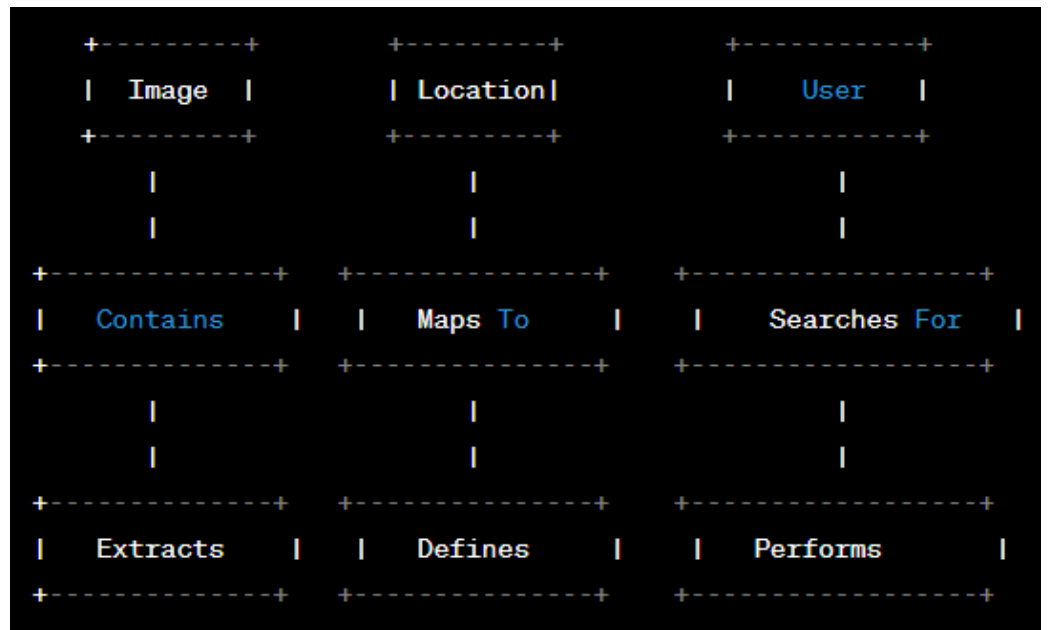 +---------+ +---------+ +-----------+
| Image | | Location| | User |
+---------+ +---------+ +-----------+
| | |
| | |
+--------------+ +---------------+ +------------------+
| Contains | | Maps To | | Searches For |
+--------------+ +---------------+ +------------------+
| | |
| | |
+--------------+ +---------------+ +------------------+
| Extracts | | Defines | | Performs |
+--------------+ +---------------+ +------------------+